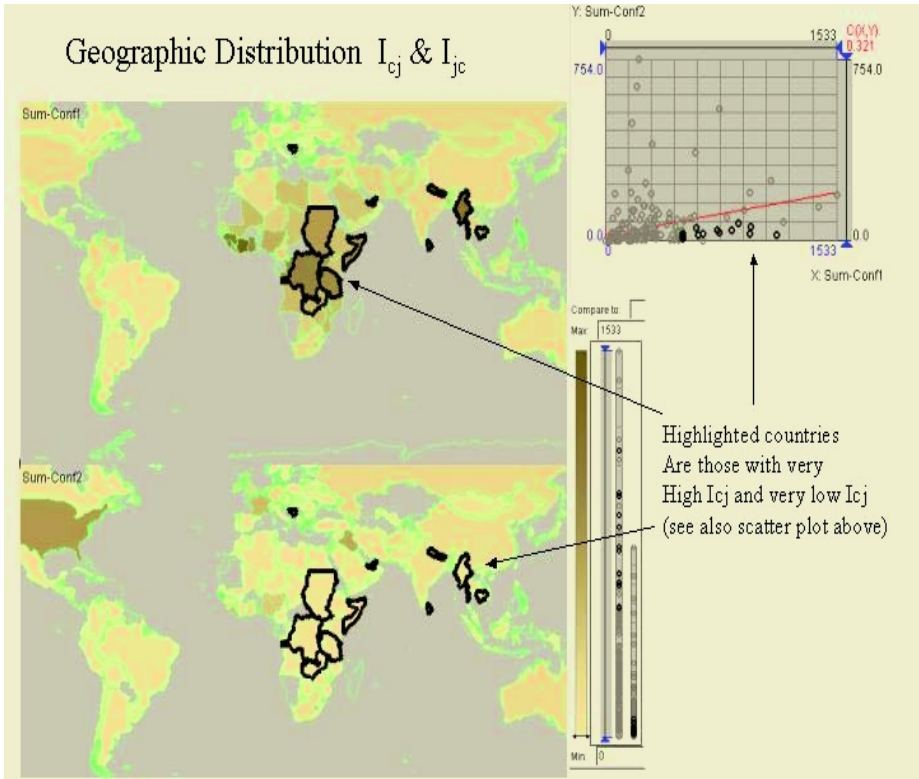 Geographic Distribution Icj & Ijc
Sum-Conf1
Sum-Conf2
Y: Sum-Conf2
0 1533
C(X,Y):
0.321
754.0 754.0
0.0 0.0
0 1533
X: Sum-Conf1
Compare to:
Max: 1533
Highlighted countries
Are those with very
High Icj and very low Icj
(see also scatter plot above)
Min: 0